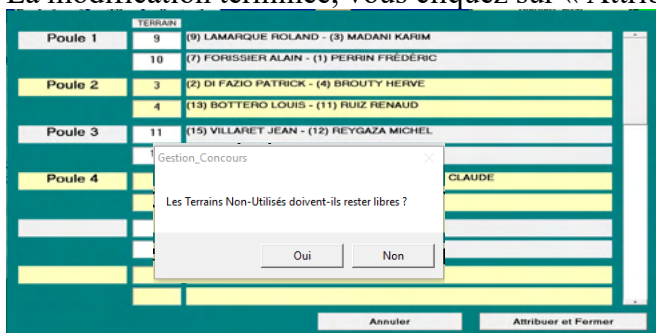 TERRAIN
Poule 1 9 (9) LAMARQUE ROLAND - (3) MADANI KARIM
10 (7) FORISSIER ALAIN - (1) PERRIN FRÉDÉRIC
Poule 2 3 (2) DI FAZIO PATRICK - (4) BROUTY HERVE
4 (13) BOTTERO LOUIS - (11) RUIZ RENAUD
Poule 3 11 (15) VILLARET JEAN - (12) REYGAZA MICHEL
Gestion_Concours
Poule 4 CLAUDE
Les Terrains Non-Utilisés doivent-ils rester libres ?
Oui Non
Annuler Attribuer et Fermer